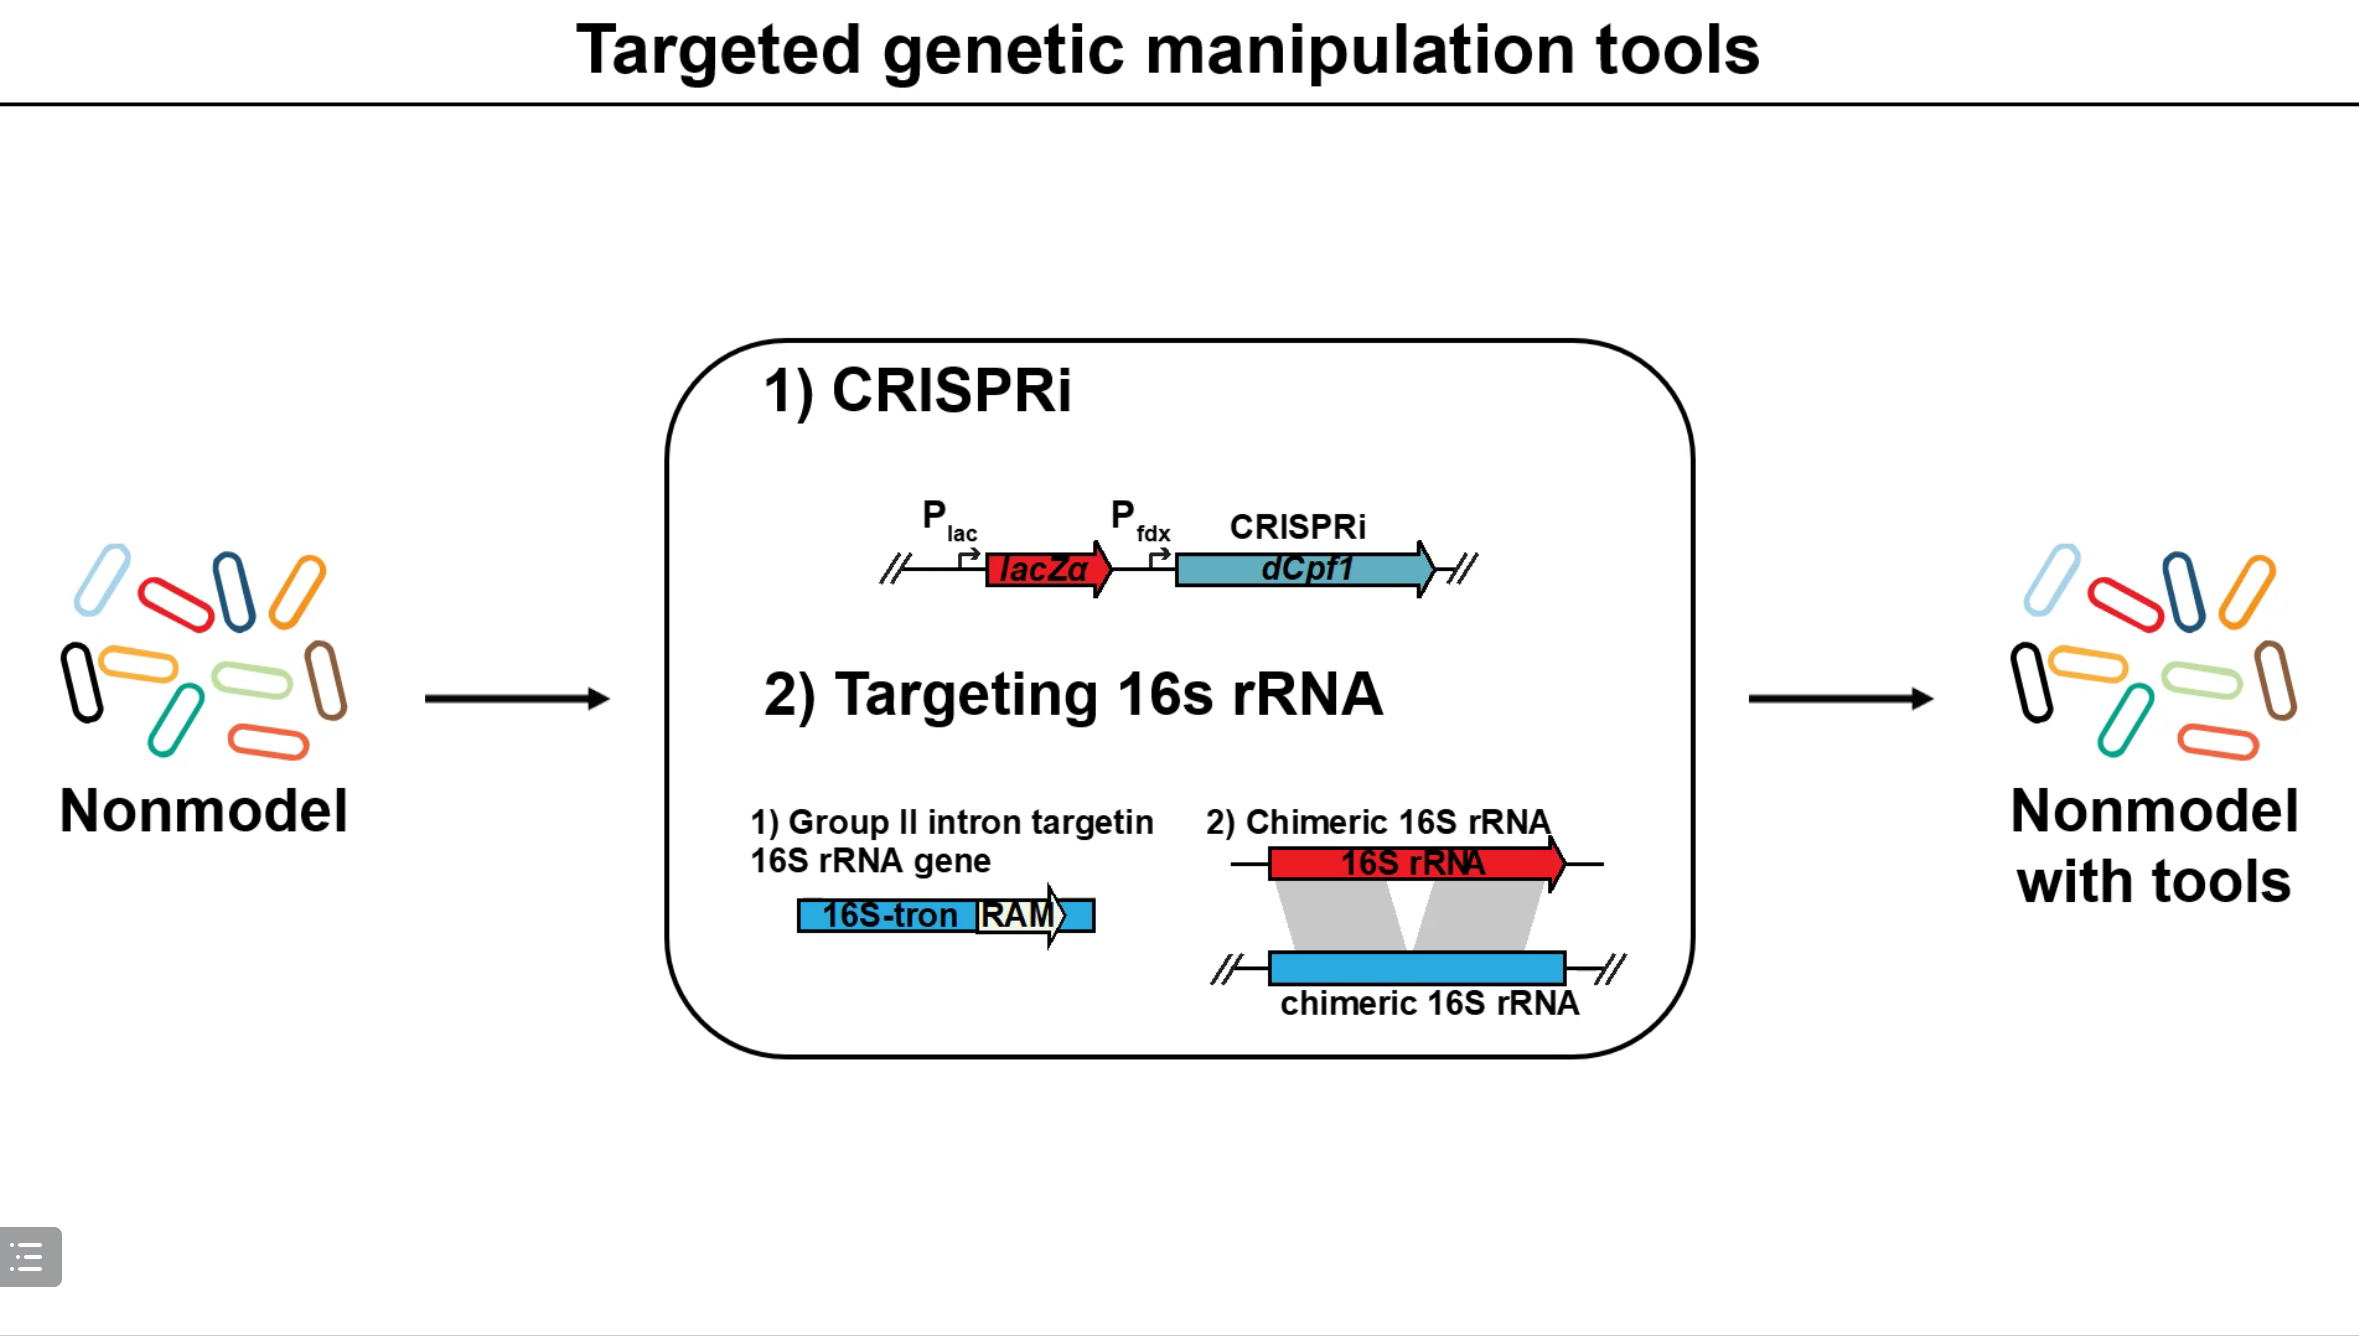 Targeted genetic manipulation tools
1) CRISPRi
P lac
P fdx
CRISPRi
lacZα
dCpf1
2) Targeting 16s rRNA
Nonmodel
1) Group II intron targetin
16S rRNA gene
16S-tron
RAM
2) Chimeric 16S rRNA
16S rRNA
chimeric 16S rRNA
Nonmodel
with tools